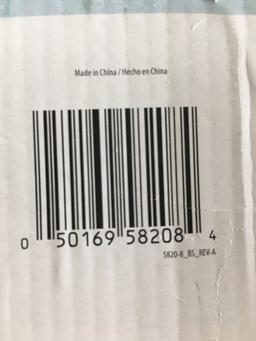 Made in China / Hecho en China
0 50169 58208 4
5820-8_BS_REV-A